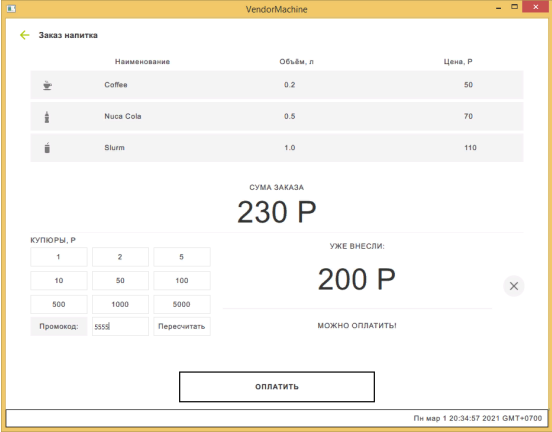 VendorMachine
Заказ напитка
Наименование Объём, л Цена, Р
Coffee 0.2 50
Nuca Cola 0.5 70
Slurm 1.0 110
СУМА ЗАКАЗА
230 Р
КУПЮРЫ, Р
УЖЕ ВНЕСЛИ:
1 2 5
10 50 100
200 Р
500 1000 5000
Промокод: 5555 Пересчитать
МОЖНО ОПЛАТИТЬ!
ОПЛАТИТЬ
Пн мар 1 20:34:57 2021 GMT+0700